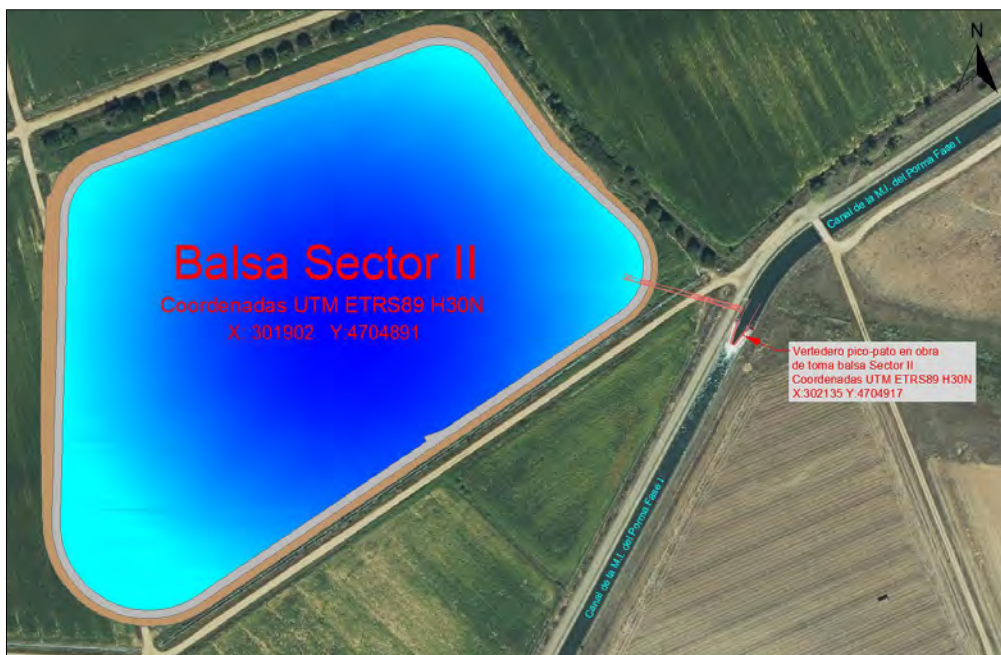 N
Canal de la M.I. del Porma Fase I
Balsa Sector II
Coordenadas UTM ETRS89 H30N
X: 301902 Y:4704891
Vertedero pico-pato en obra
de toma balsa Sector II
Coordenadas UTM ETRS89 H30N
X:302135 Y:4704917
Canal de la M.I. del Porma Fase I